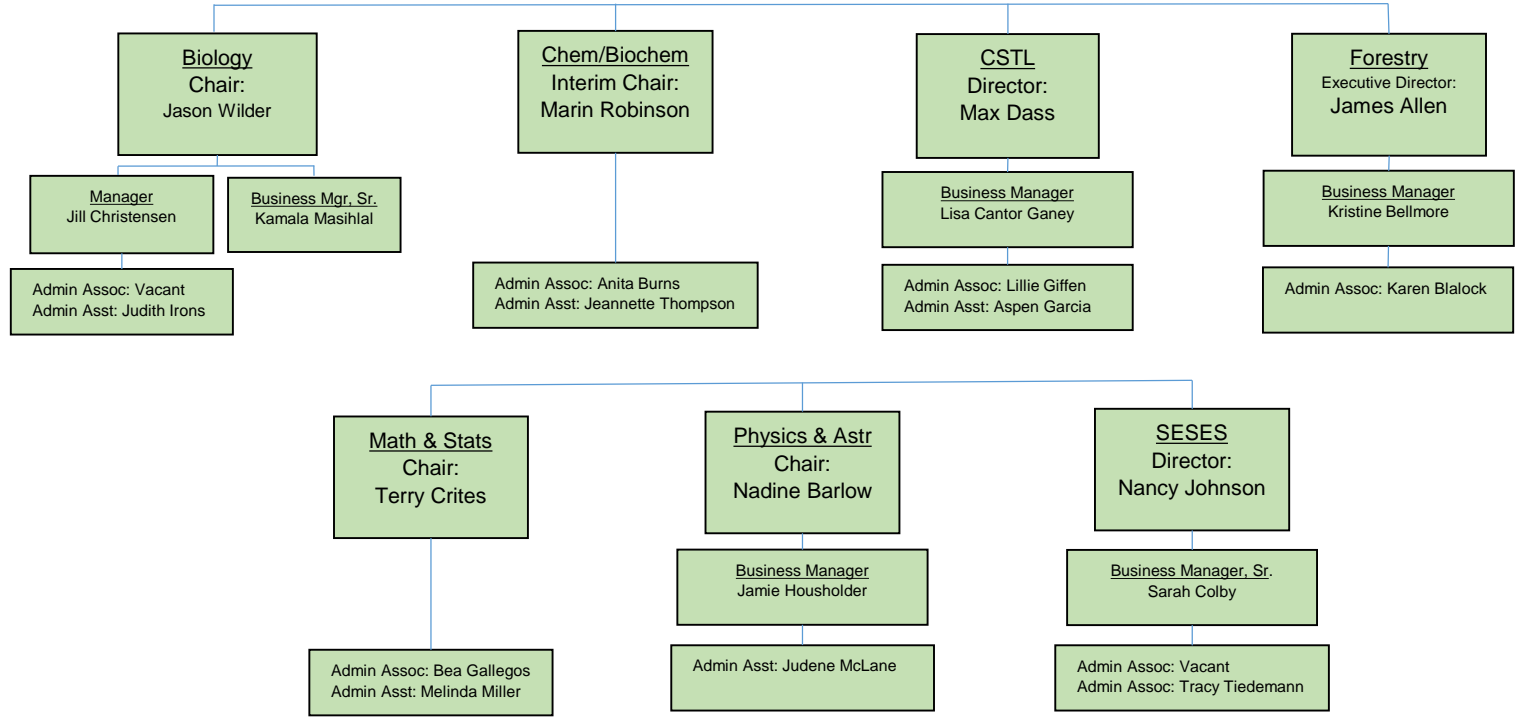 Biology
Chair:
Jason Wilder
Chem/Biochem
Interim Chair:
Marin Robinson
CSTL
Director:
Max Dass
Forestry
Executive Director:
James Allen
Manager
Jill Christensen
Business Mgr, Sr.
Kamala Masihlal
Business Manager
Lisa Cantor Ganey
Business Manager
Kristine Bellmore
Admin Assoc: Vacant
Admin Asst: Judith Irons
Admin Assoc: Anita Burns
Admin Asst: Jeannette Thompson
Admin Assoc: Lillie Giffen
Admin Asst: Aspen Garcia
Admin Assoc: Karen Blalock
Math & Stats
Chair:
Terry Crites
Physics & Astr
Chair:
Nadine Barlow
SESES
Director:
Nancy Johnson
Business Manager
Jamie Housholder
Business Manager, Sr.
Sarah Colby
Admin Assoc: Bea Gallegos
Admin Asst: Melinda Miller
Admin Asst: Judene McLane
Admin Assoc: Vacant
Admin Assoc: Tracy Tiedemann